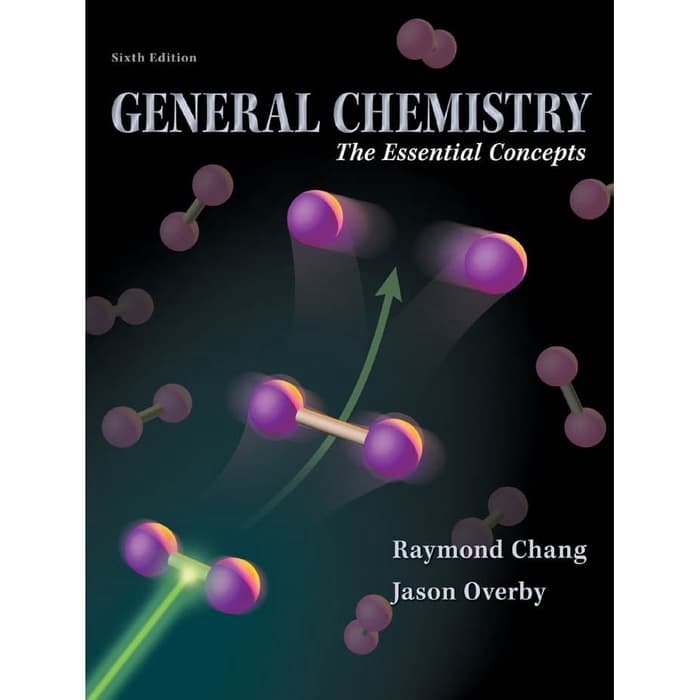 Sixth Edition
GENERAL CHEMISTRY
The Essential Concepts
Raymond Chang
Jason Overby